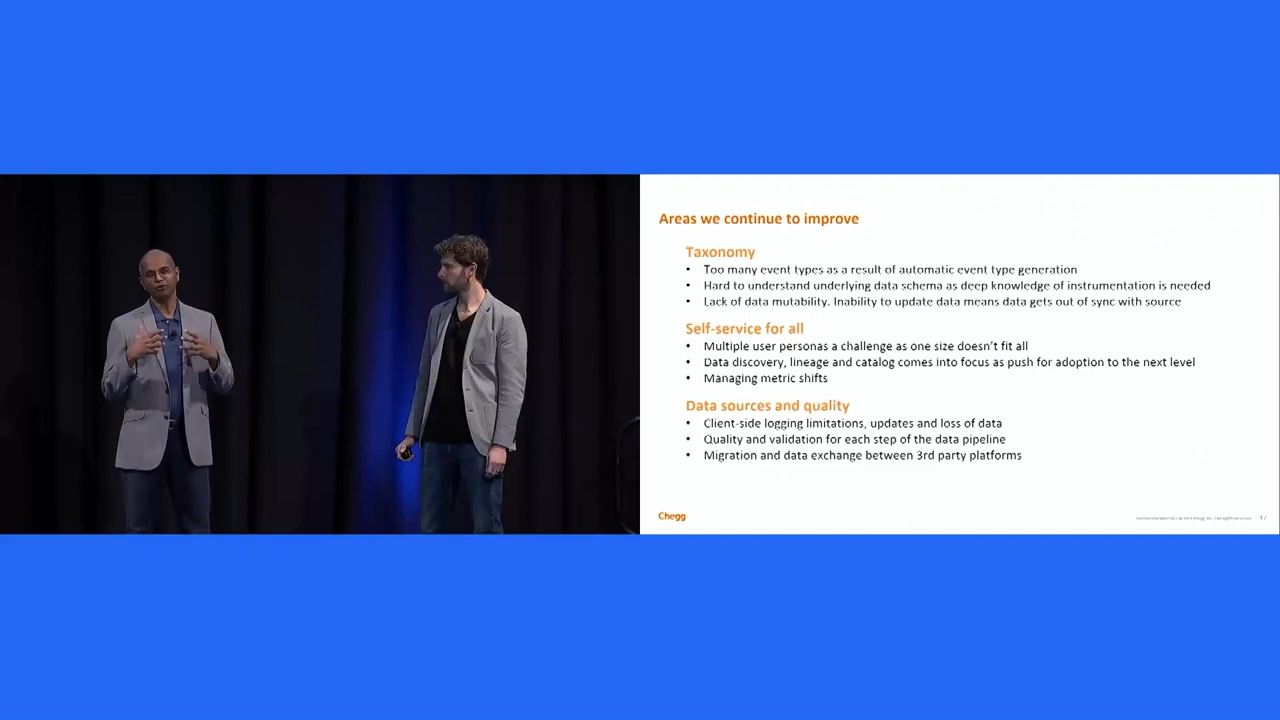 Areas we continue to improve
Taxonomy
• Too many event types as a result of automatic event type generation
• Hard to understand underlying data schema as deep knowledge of instrumentation is needed
• Lack of data mutability. Inability to update data means data gets out of sync with source
Self-service for all
• Multiple user personas a challenge as one size doesn't fit all
• Data discovery, lineage and catalog comes into focus as push for adoption to the next level
• Managing metric shifts
Data sources and quality
• Client-side logging limitations, updates and loss of data
• Quality and validation for each step of the data pipeline
• Migration and data exchange between 3rd party platforms
Chegg